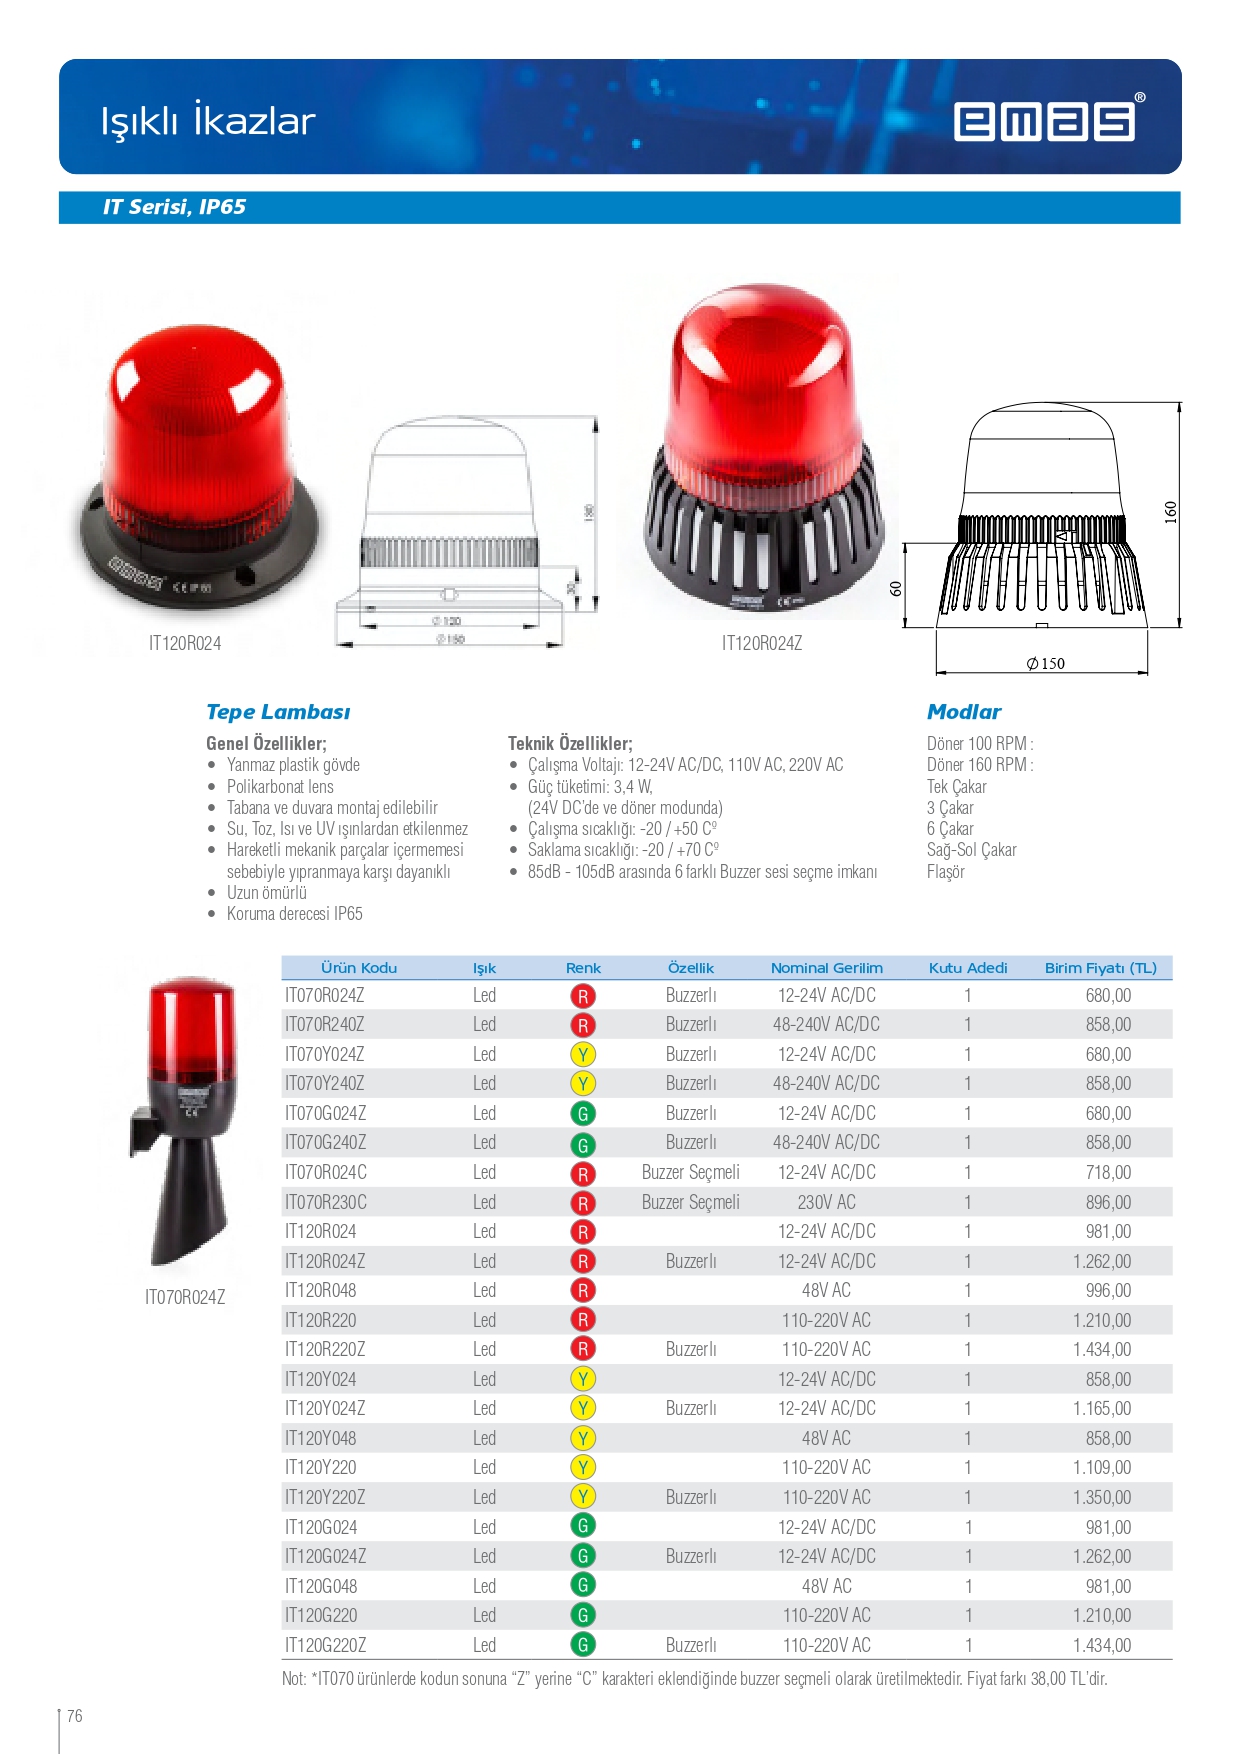 Işıklı İkazlar
emas®
IT Serisi, IP65
160
60
Ø150
30
Ø120
Ø150
emas
CE IP 65
CE
IT120R024
IT120R024Z
Tepe Lambası
Genel Özellikler;
• Yanmaz plastik gövde
• Polikarbonat lens
• Tabana ve duvara montaj edilebilir
• Su, Toz, Isı ve UV ışınlardan etkilenmez
• Hareketli mekanik parçalar içermemesi
sebebiyle yıpranmaya karşı dayanıklı
• Uzun ömürlü
• Koruma derecesi IP65
Teknik Özellikler;
• Çalışma Voltajı: 12-24V AC/DC, 110V AC, 220V AC
• Güç tüketimi: 3,4 W,
(24V DC'de ve döner modunda)
• Çalışma sıcaklığı: -20 / +50 Cº
• Saklama sıcaklığı: -20 / +70 Cº
• 85dB - 105dB arasında 6 farklı Buzzer sesi seçme imkanı
Modlar
Döner 100 RPM :
Döner 160 RPM :
Tek Çakar
3 Çakar
6 Çakar
Sağ-Sol Çakar
Flaşör
CE
IT070R024Z
Ürün Kodu Işık Renk Özellik Nominal Gerilim Kutu Adedi Birim Fiyatı (TL)
IT070R024Z Led R Buzzerlı 12-24V AC/DC 1 680,00
IT070R240Z Led R Buzzerlı 48-240V AC/DC 1 858,00
IT070Y024Z Led Y Buzzerlı 12-24V AC/DC 1 680,00
IT070Y240Z Led Y Buzzerlı 48-240V AC/DC 1 858,00
IT070G024Z Led G Buzzerlı 12-24V AC/DC 1 680,00
IT070G240Z Led G Buzzerlı 48-240V AC/DC 1 858,00
IT070R024C Led R Buzzer Seçmeli 12-24V AC/DC 1 718,00
IT070R230C Led R Buzzer Seçmeli 230V AC 1 896,00
IT120R024 Led R 12-24V AC/DC 1 981,00
IT120R024Z Led R Buzzerlı 12-24V AC/DC 1 1.262,00
IT120R048 Led R 48V AC 1 996,00
IT120R220 Led R 110-220V AC 1 1.210,00
IT120R220Z Led R Buzzerlı 110-220V AC 1 1.434,00
IT120Y024 Led Y 12-24V AC/DC 1 858,00
IT120Y024Z Led Y Buzzerlı 12-24V AC/DC 1 1.165,00
IT120Y048 Led Y 48V AC 1 858,00
IT120Y220 Led Y 110-220V AC 1 1.109,00
IT120Y220Z Led Y Buzzerlı 110-220V AC 1 1.350,00
IT120G024 Led G 12-24V AC/DC 1 981,00
IT120G024Z Led G Buzzerlı 12-24V AC/DC 1 1.262,00
IT120G048 Led G 48V AC 1 981,00
IT120G220 Led G 110-220V AC 1 1.210,00
IT120G220Z Led G Buzzerlı 110-220V AC 1 1.434,00
Not: *IT070 ürünlerde kodun sonuna “Z” yerine “C” karakteri eklendiğinde buzzer seçmeli olarak üretilmektedir. Fiyat farkı 38,00 TL'dir.
76